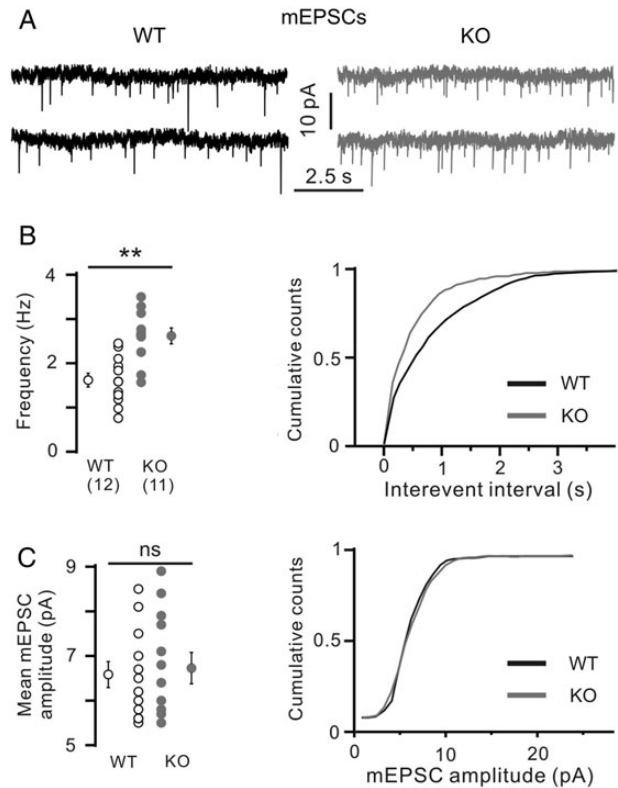 A
mEPSCs
WT
KO
10 pA
2.5 s
B
**
Frequency (Hz)
4
2
0
WT
(12)
KO
(11)
Cumulative counts
1
0.5
0
WT
KO
0
1
2
3
Interevent interval (s)
C
ns
Mean mEPSC
amplitude (pA)
9
7
5
WT
KO
Cumulative counts
1
0.5
0
WT
KO
0
10
20
mEPSC amplitude (pA)